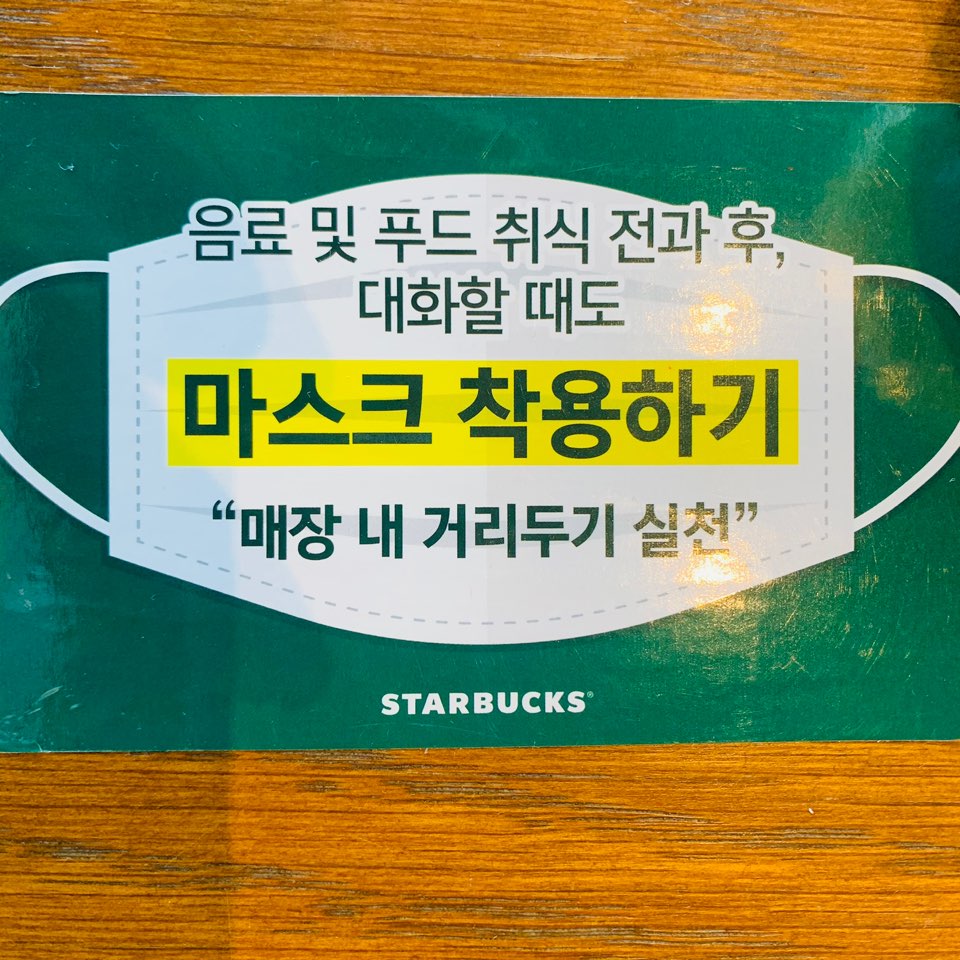 음료 및 푸드 취식 전과 후,
대화할 때도
마스크 착용하기
“매장 내 거리두기 실천”
STARBUCKS®